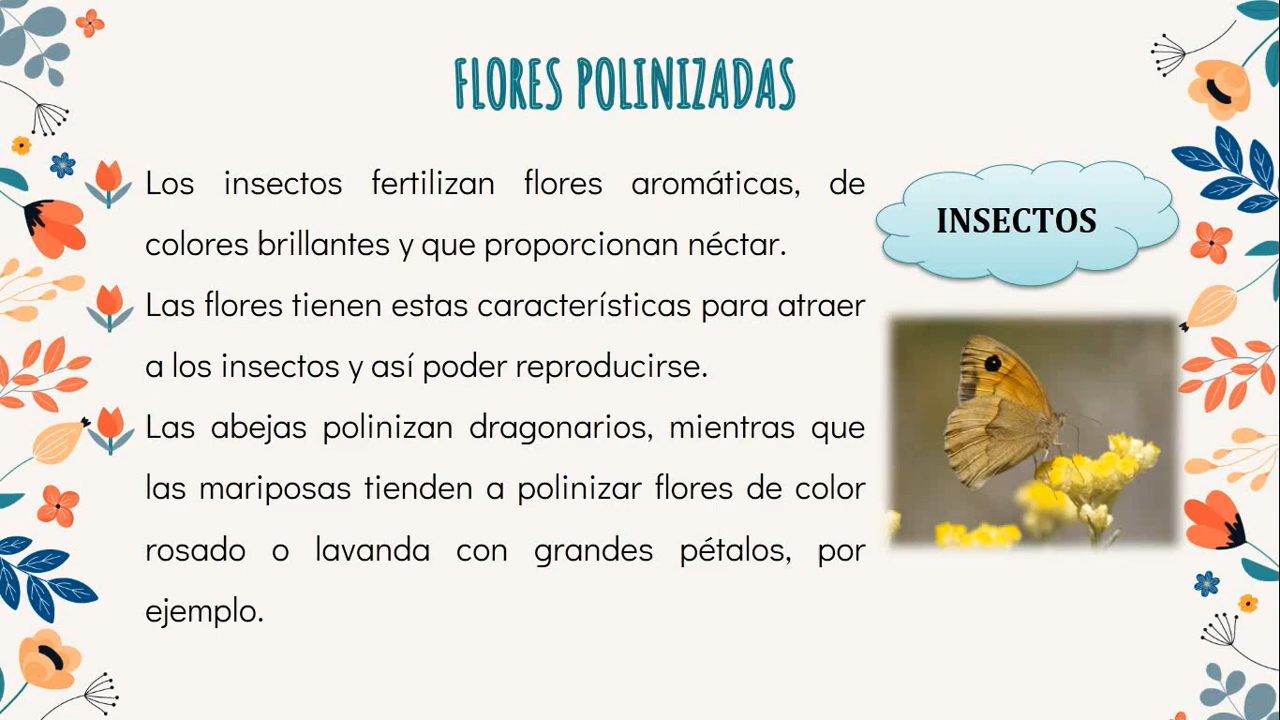 FLORES POLINIZADAS
Los insectos fertilizan flores aromáticas, de
colores brillantes y que proporcionan néctar.
Las flores tienen estas características para atraer
a los insectos y así poder reproducirse.
Las abejas polinizan dragonarios, mientras que
las mariposas tienden a polinizar flores de color
rosado o lavanda con grandes pétalos, por
ejemplo.
INSECTOS